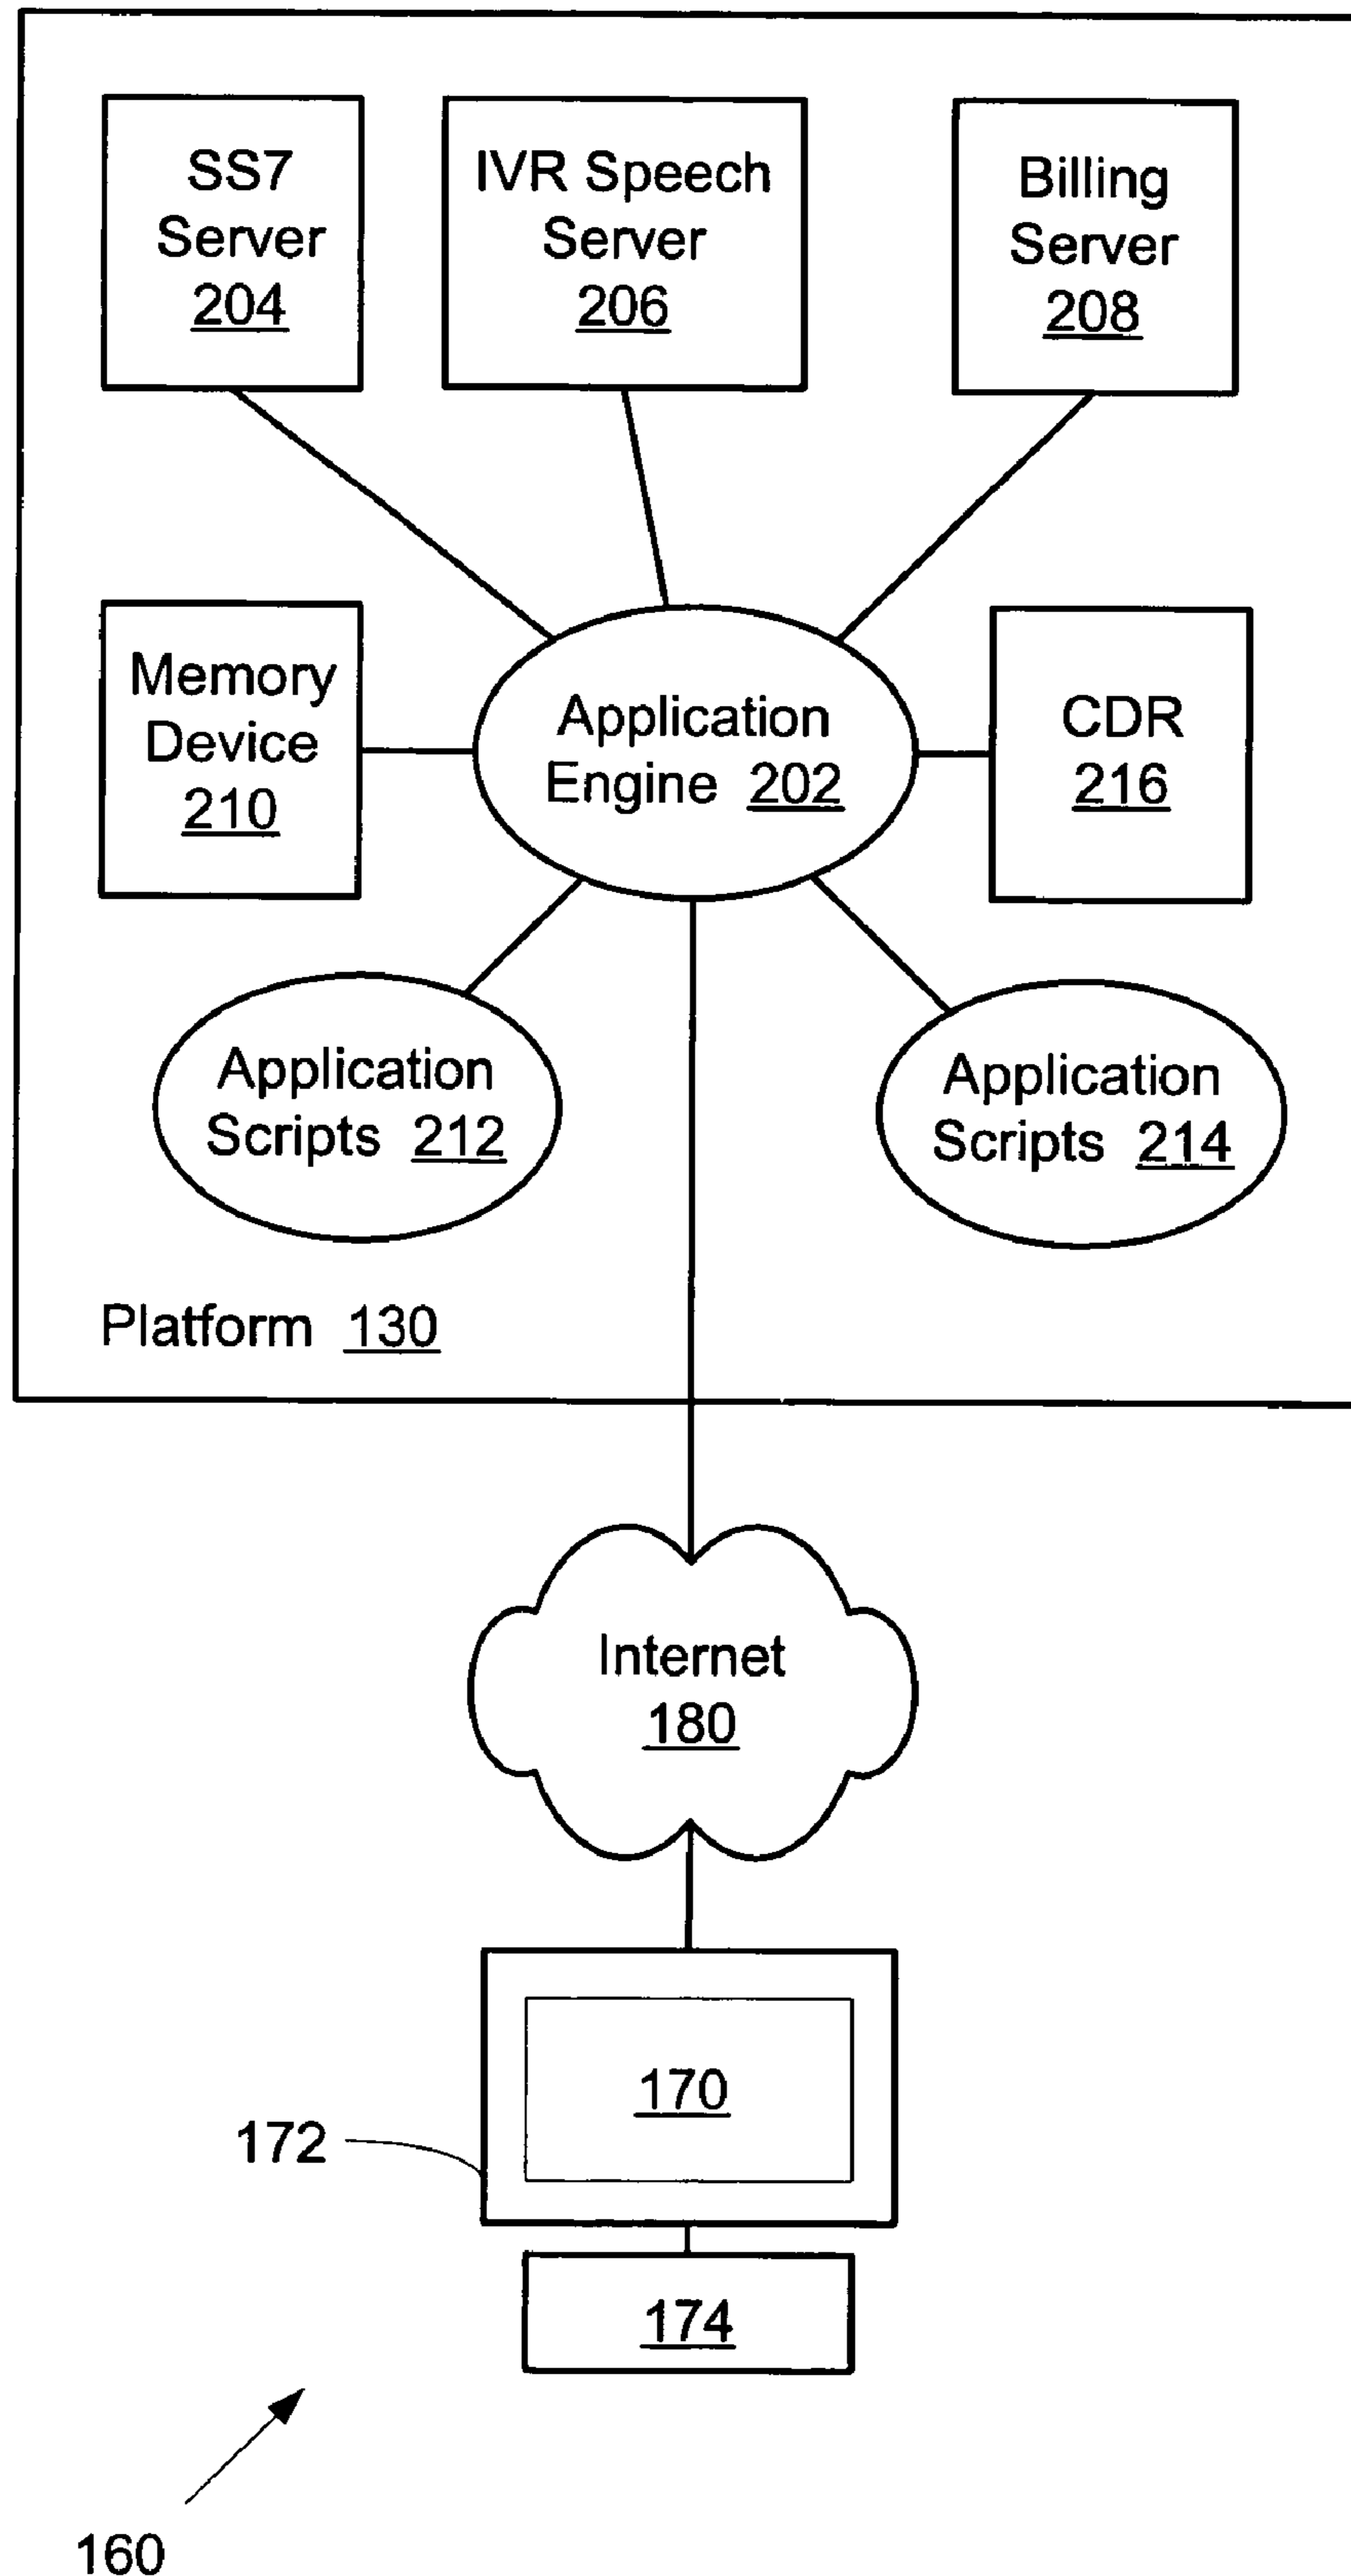 SS7
Server
204
IVR Speech
Server
206
Billing
Server
208
Memory
Device
210
Application
Engine 202
CDR
216
Application
Scripts 212
Application
Scripts 214
Platform 130
Internet
180
170
172
174
160